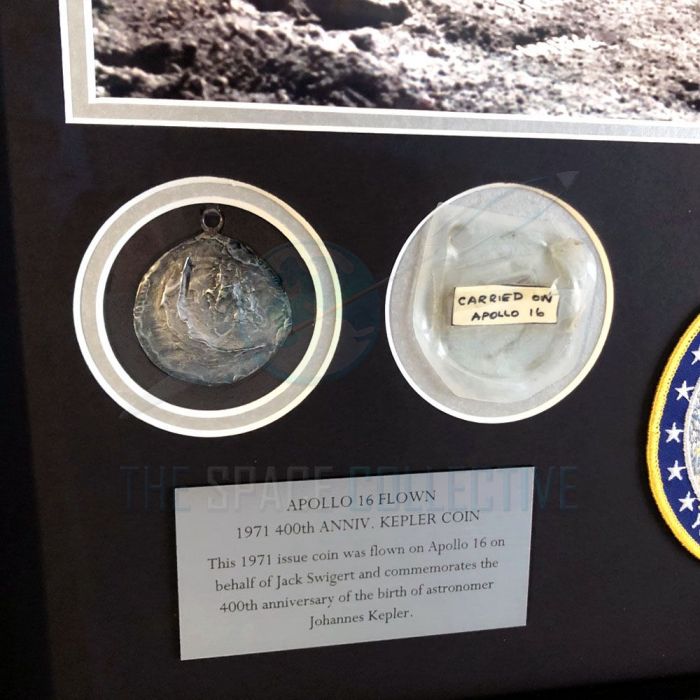 CARRIED ON
APOLLO 16
THE SPACE COLLECTIVE
APOLLO 16 FLOWN
1971 400th ANNIV. KEPLER COIN
This 1971 issue coin was flown on Apollo 16 on
behalf of Jack Swigert and commemorates the
400th anniversary of the birth of astronomer
Johannes Kepler.